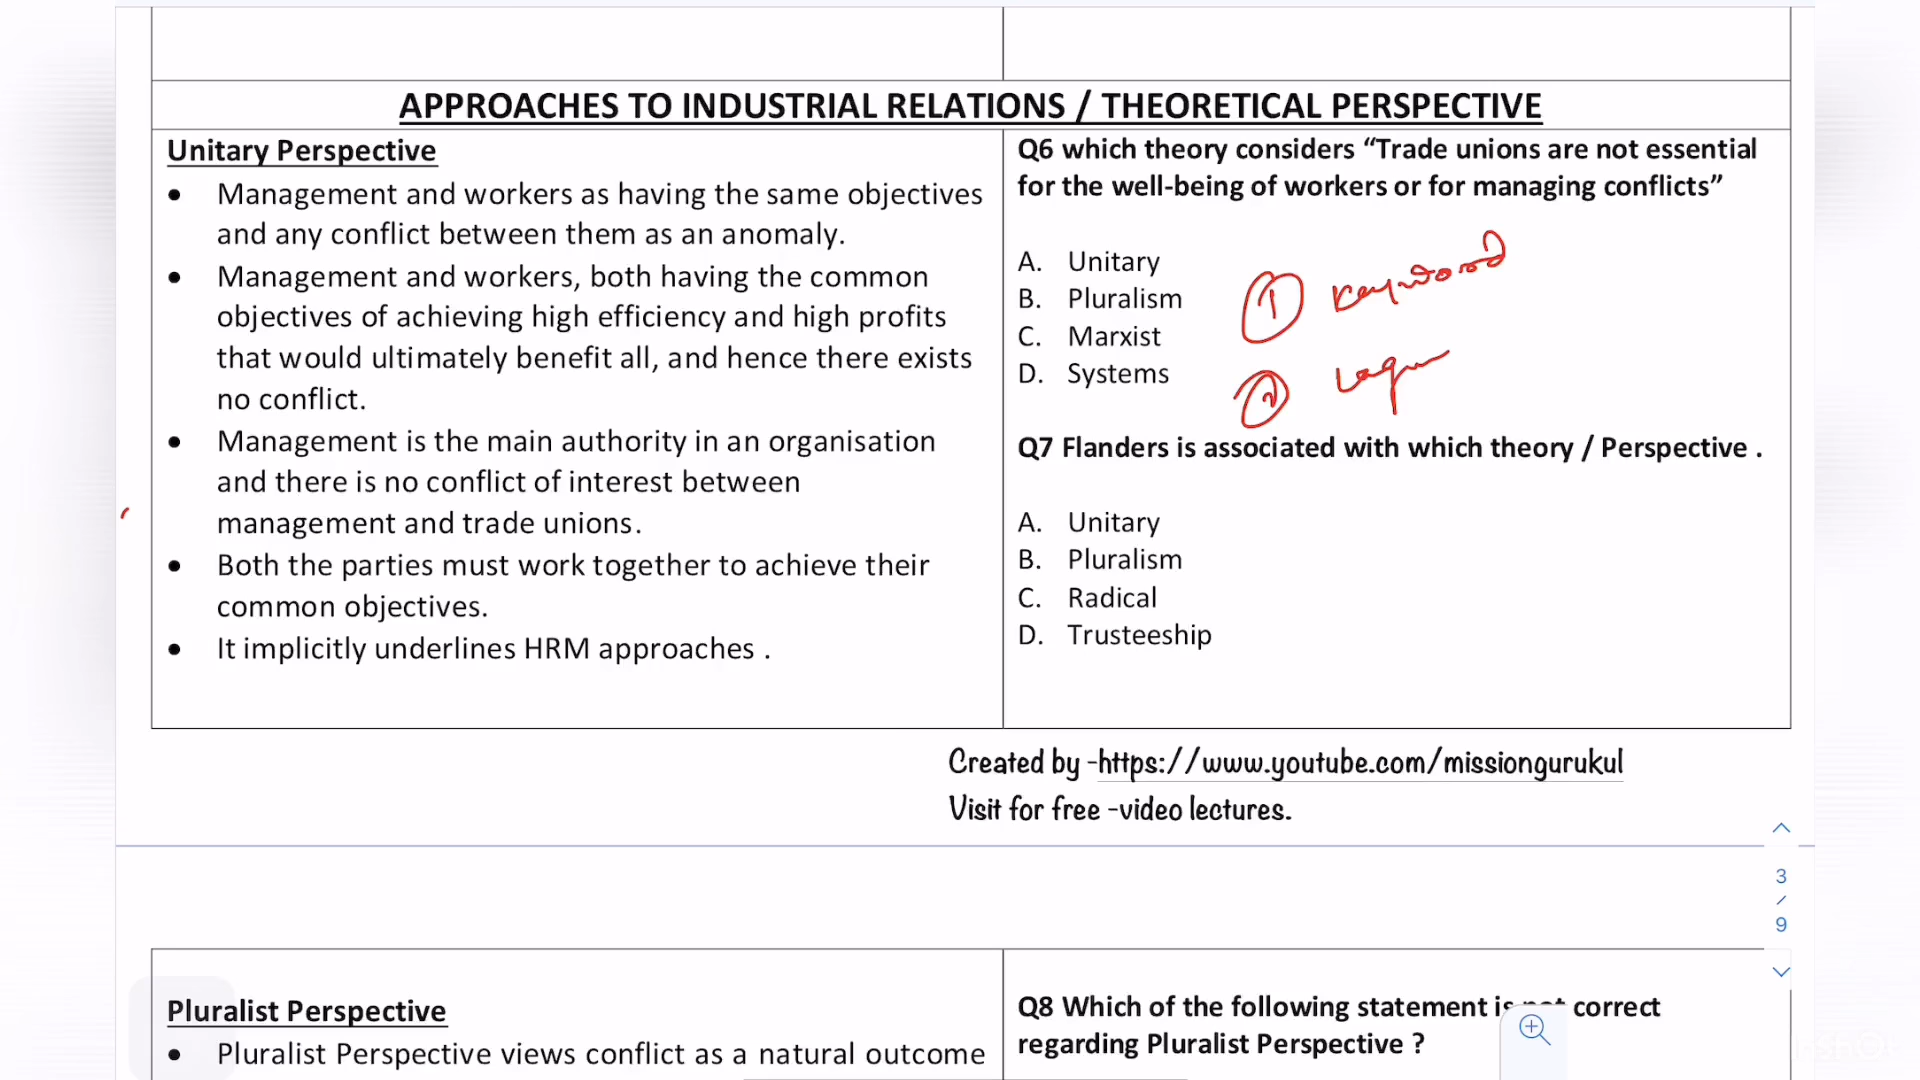 APPROACHES TO INDUSTRIAL RELATIONS / THEORETICAL PERSPECTIVE
Unitary Perspective
• Management and workers as having the same objectives
and any conflict between them as an anomaly.
• Management and workers, both having the common
objectives of achieving high efficiency and high profits
that would ultimately benefit all, and hence there exists
no conflict.
• Management is the main authority in an organisation
and there is no conflict of interest between
management and trade unions.
• Both the parties must work together to achieve their
common objectives.
• It implicitly underlines HRM approaches .
Q6 which theory considers “Trade unions are not essential
for the well-being of workers or for managing conflicts”
A. Unitary
B. Pluralism
C. Marxist
D. Systems
① Keyword
②
Q7 Flanders is associated with which theory / Perspective .
A. Unitary
B. Pluralism
C. Radical
D. Trusteeship
Created by -https://www.youtube.com/missiongurukul
Visit for free -video lectures.
3
/
9
Pluralist Perspective
• Pluralist Perspective views conflict as a natural outcome
Q8 Which of the following statement is not correct
regarding Pluralist Perspective ?